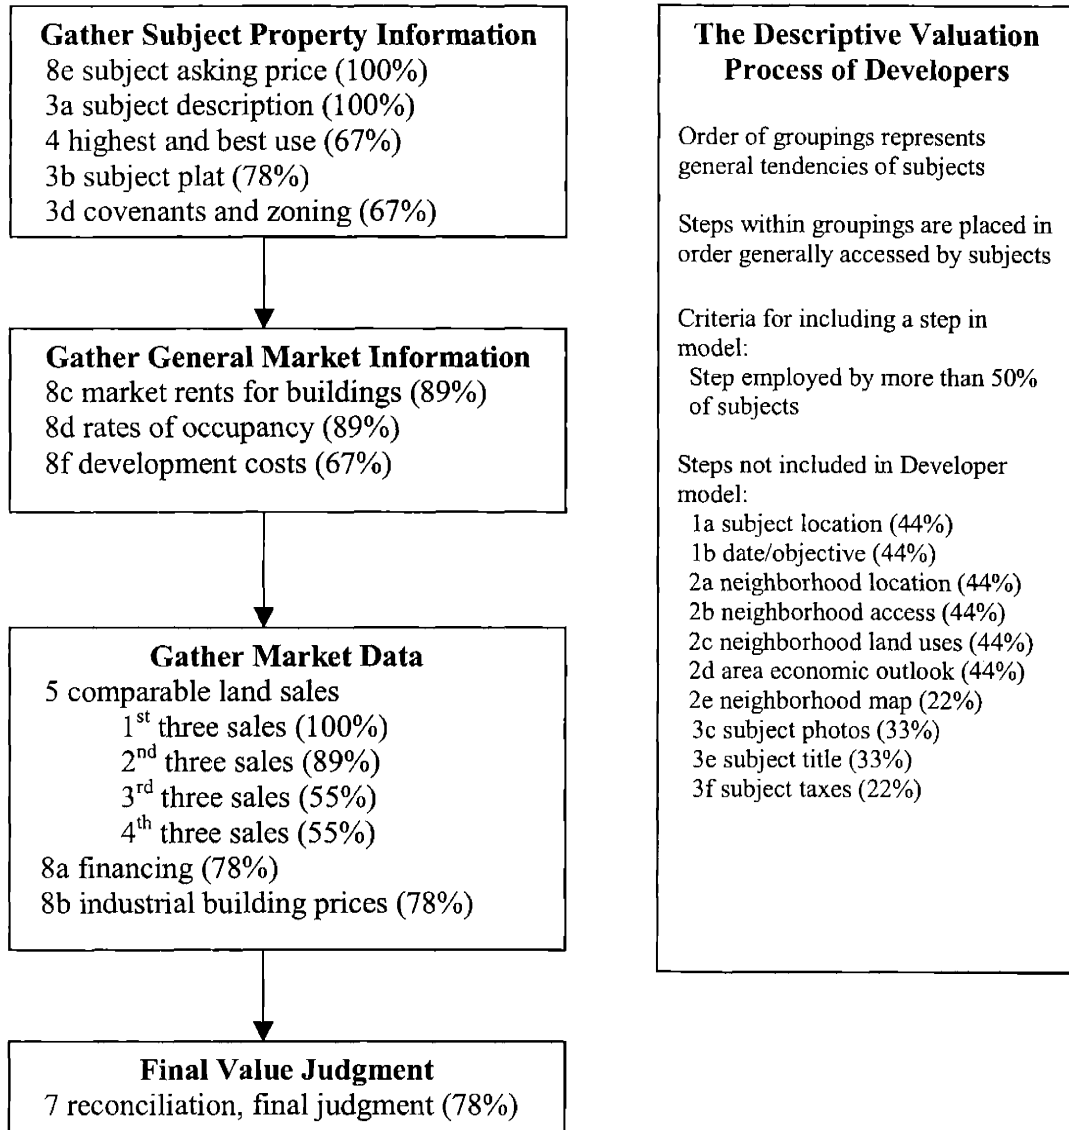 Gather Subject Property Information
8e subject asking price (100%)
3a subject description (100%)
4 highest and best use (67%)
3b subject plat (78%)
3d covenants and zoning (67%)
Gather General Market Information
8c market rents for buildings (89%)
8d rates of occupancy (89%)
8f development costs (67%)
Gather Market Data
5 comparable land sales
1st three sales (100%)
2nd three sales (89%)
3rd three sales (55%)
4th three sales (55%)
8a financing (78%)
8b industrial building prices (78%)
Final Value Judgment
7 reconciliation, final judgment (78%)
The Descriptive Valuation
Process of Developers
Order of groupings represents
general tendencies of subjects
Steps within groupings are placed in
order generally accessed by subjects
Criteria for including a step in
model:
Step employed by more than 50%
of subjects
Steps not included in Developer
model:
1a subject location (44%)
1b date/objective (44%)
2a neighborhood location (44%)
2b neighborhood access (44%)
2c neighborhood land uses (44%)
2d area economic outlook (44%)
2e neighborhood map (22%)
3c subject photos (33%)
3e subject title (33%)
3f subject taxes (22%)